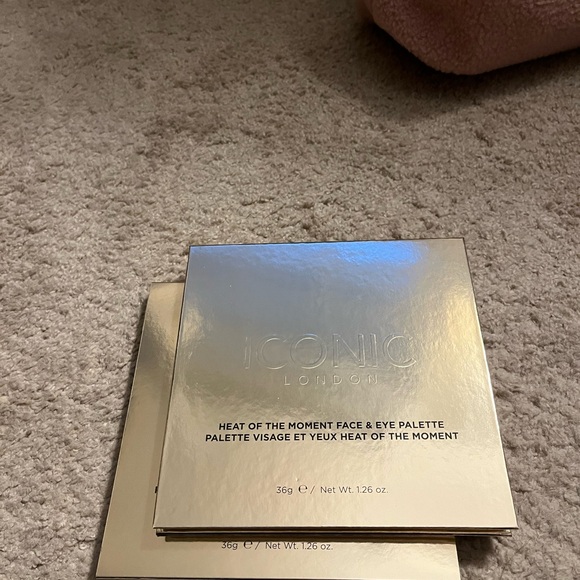 iCONIC
LONDON
HEAT OF THE MOMENT FACE & EYE PALETTE
PALETTE VISAGE ET YEUX HEAT OF THE MOMENT
36g ℮ / Net Wt. 1.26 oz.
36g ℮ / Net Wt. 1.26 oz.